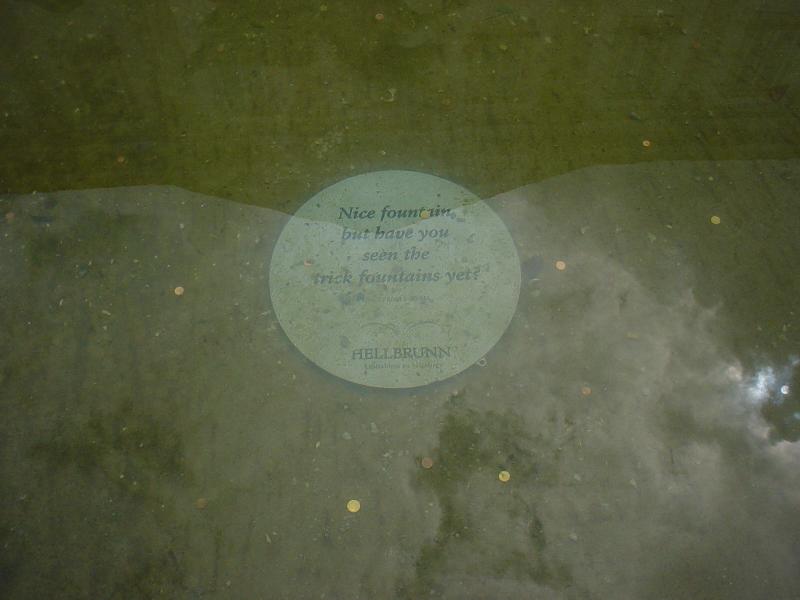 Nice fountain,
but have you
seen the
trick fountains yet?
HELLBRUNN